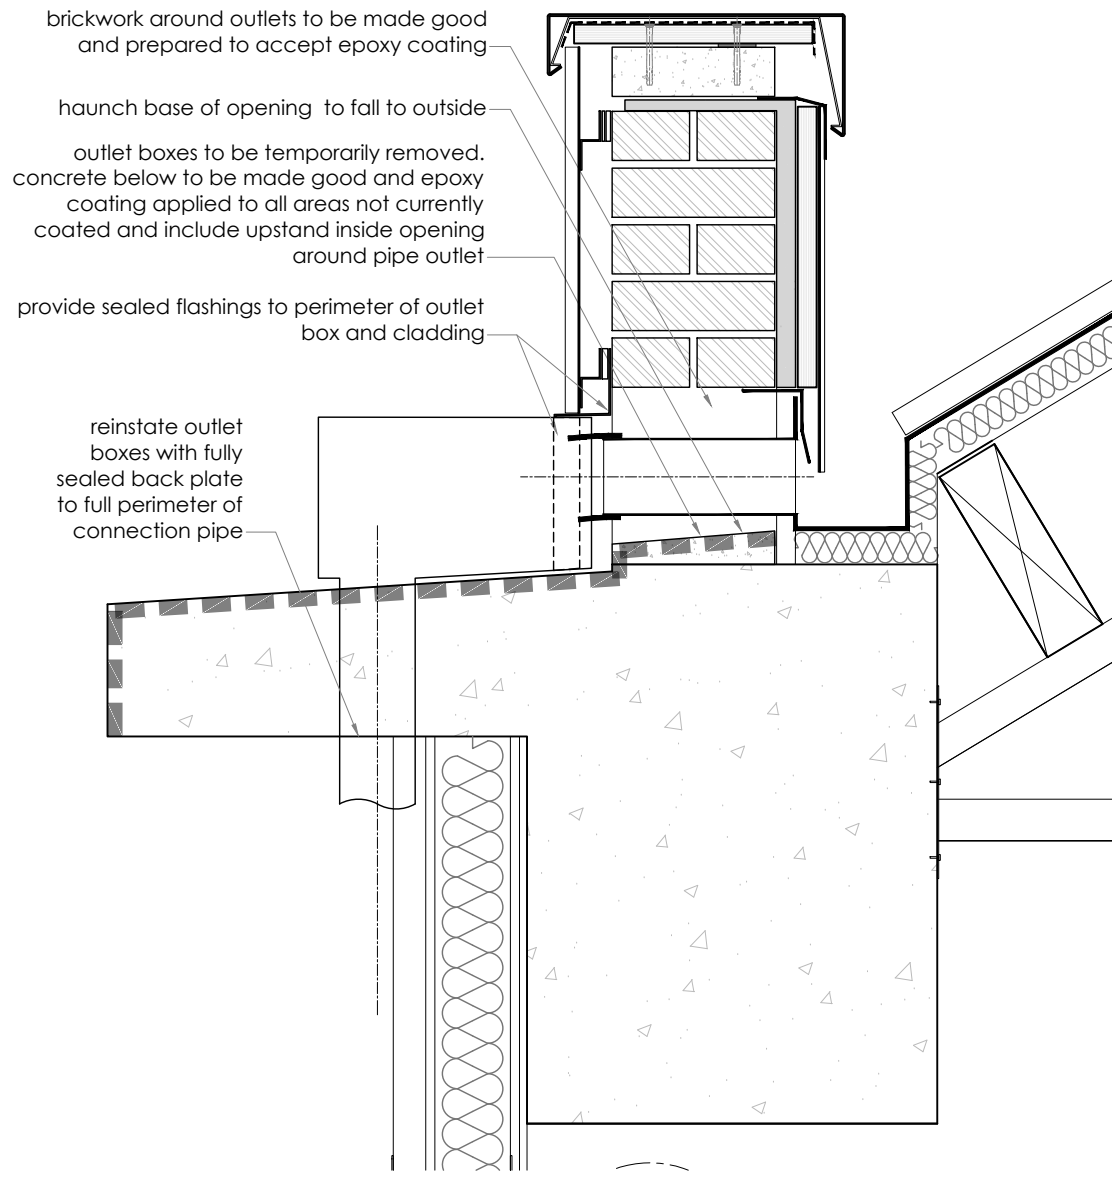 brickwork around outlets to be made good
and prepared to accept epoxy coating
haunch base of opening  to fall to outside
outlet boxes to be temporarily removed.
concrete below to be made good and epoxy
coating applied to all areas not currently
coated and include upstand inside opening
around pipe outlet
provide sealed flashings to perimeter of outlet
box and cladding
reinstate outlet
boxes with fully
sealed back plate
to full perimeter of
connection pipe